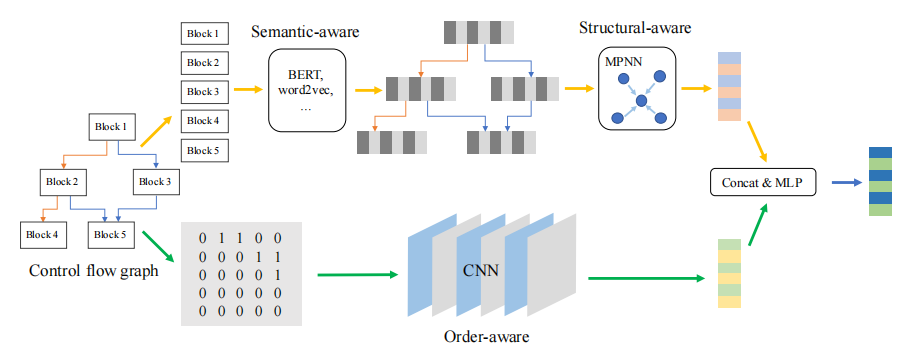 Semantic-aware
Structural-aware
Block 1
Block 2
Block 3
Block 4
Block 5
BERT,
word2vec,
...
MPNN
Block 1
Block 2
Block 3
Block 4
Block 5
Control flow graph
0 1 1 0 0
0 0 0 1 1
0 0 0 0 1
0 0 0 0 0
0 0 0 0 0
CNN
Order-aware
Concat & MLP